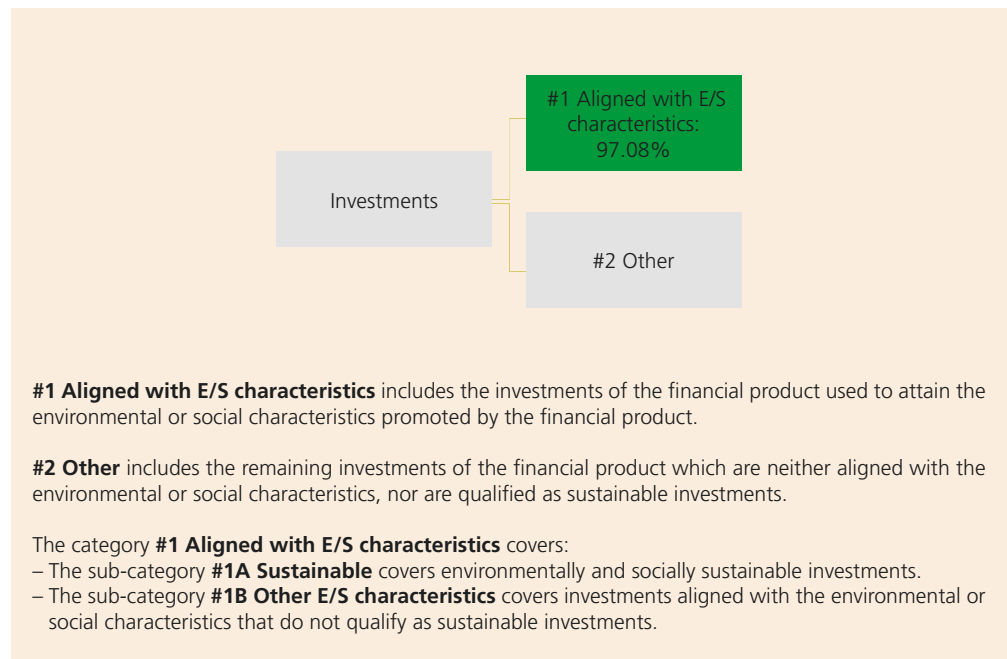 #1 Aligned with E/S
characteristics:
97.08%
Investments
#2 Other
#1 Aligned with E/S characteristics includes the investments of the financial product used to attain the
environmental or social characteristics promoted by the financial product.
#2 Other includes the remaining investments of the financial product which are neither aligned with the
environmental or social characteristics, nor are qualified as sustainable investments.
The category #1 Aligned with E/S characteristics covers:
– The sub-category #1A Sustainable covers environmentally and socially sustainable investments.
– The sub-category #1B Other E/S characteristics covers investments aligned with the environmental or
social characteristics that do not qualify as sustainable investments.